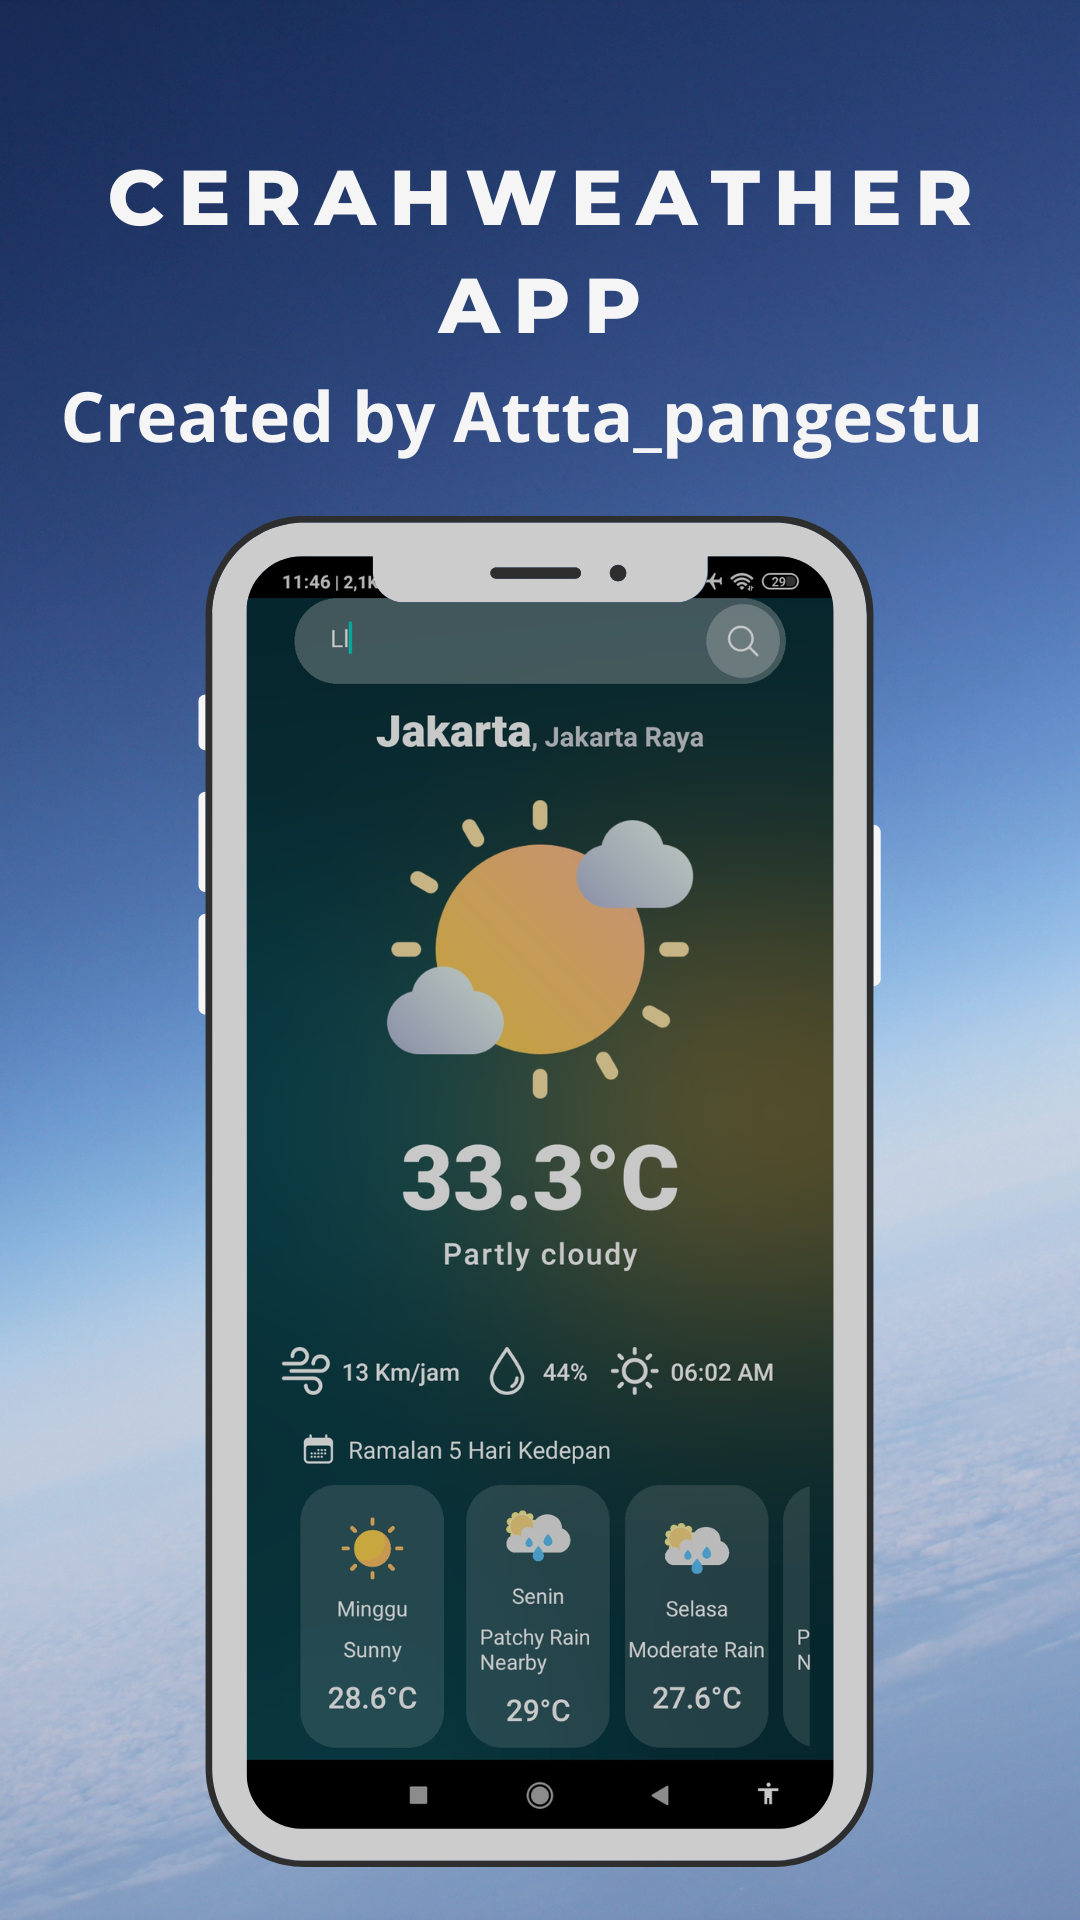 CERAHWEATHER
APP
Created by Attta_pangestu
11:46 | 2,1K
29
Ll
Jakarta, Jakarta Raya
33.3°C
Partly cloudy
13 Km/jam 44% 06:02 AM
Ramalan 5 Hari Kedepan
Minggu
Sunny
28.6°C
Senin
Patchy Rain
Nearby
29°C
Selasa
Moderate Rain
27.6°C
P
N